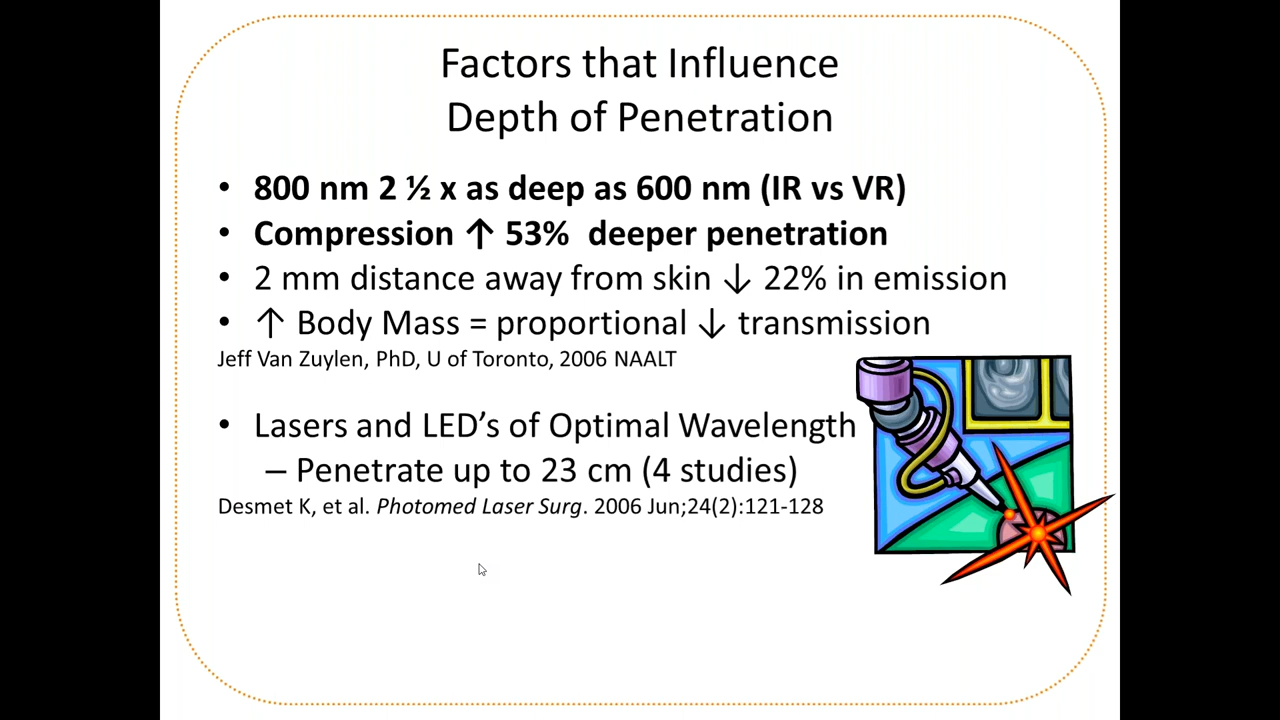 Factors that Influence
Depth of Penetration
• 800 nm 2 ½ x as deep as 600 nm (IR vs VR)
• Compression ↑ 53%  deeper penetration
• 2 mm distance away from skin ↓ 22% in emission
• ↑ Body Mass = proportional ↓ transmission
Jeff Van Zuylen, PhD, U of Toronto, 2006 NAALT
• Lasers and LED’s of Optimal Wavelength
– Penetrate up to 23 cm (4 studies)
Desmet K, et al. Photomed Laser Surg. 2006 Jun;24(2):121-128